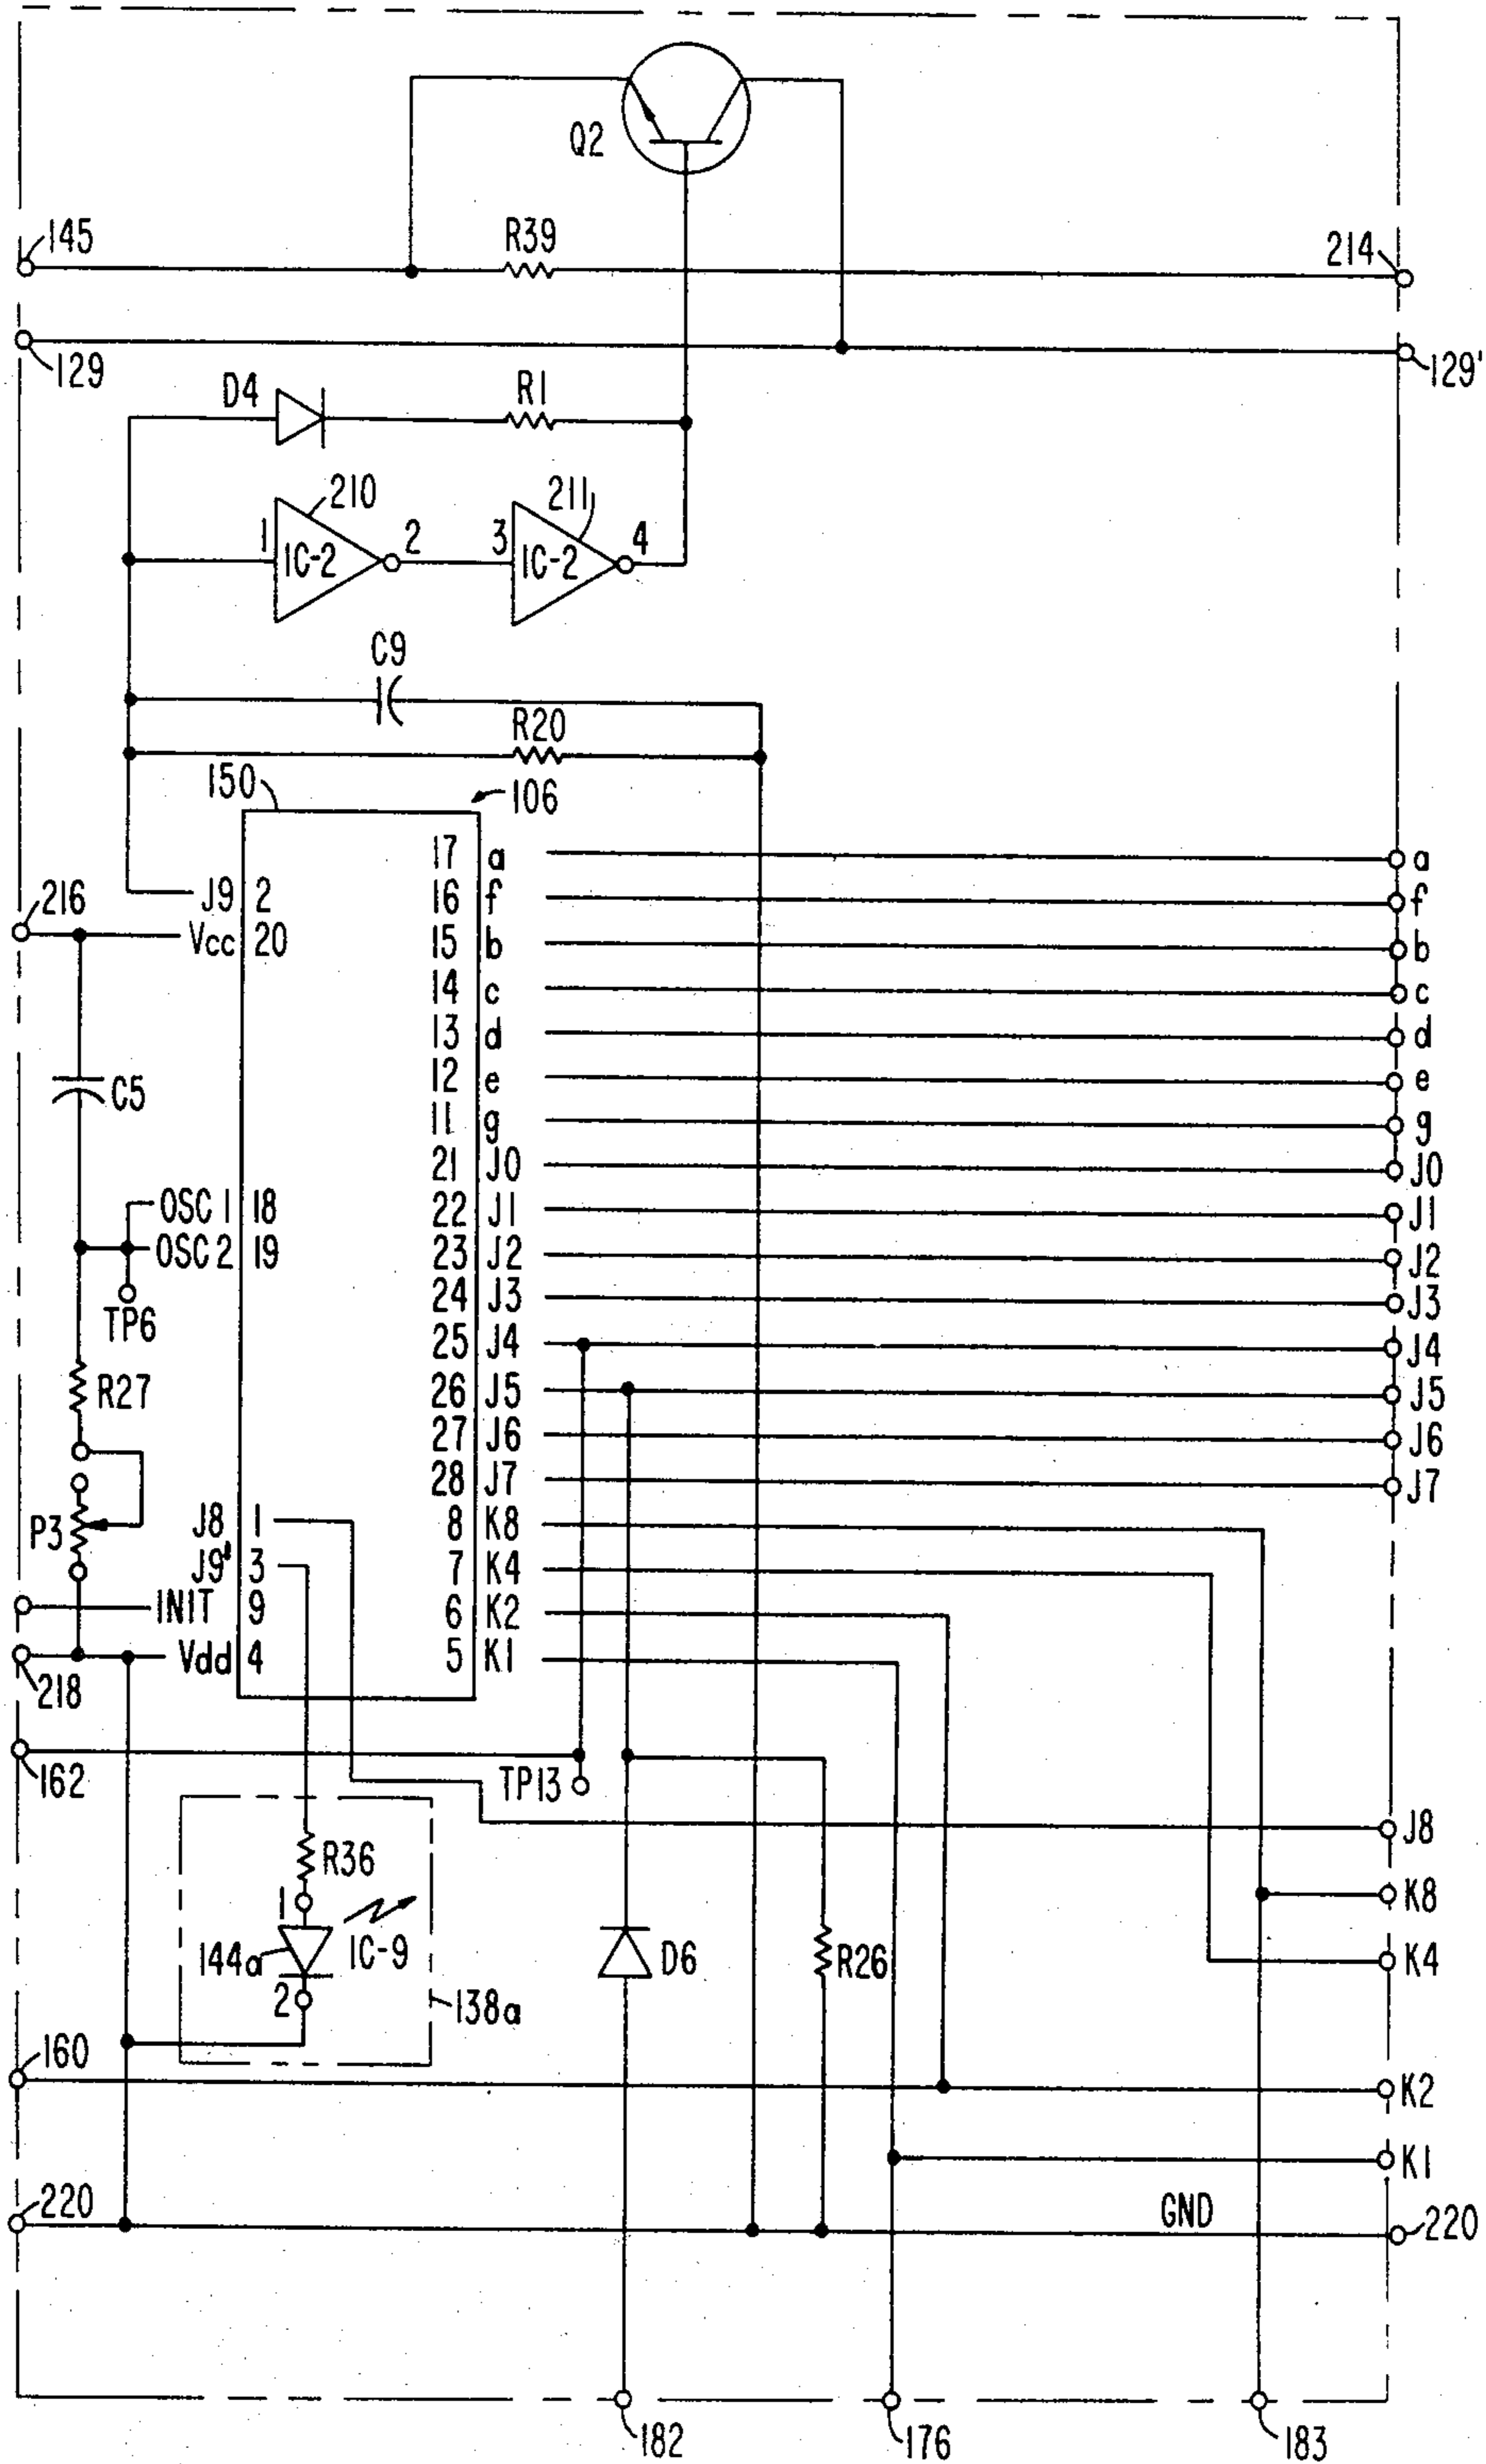 Q2
145
R39
214
129
129'
D4
R1
210
211
1
IC-2
2
3
IC-2
4
C9
R20
150
106
17 a
a
J9 2
16 f
f
216
Vcc 20
15 b
b
14 c
c
13 d
d
C5
12 e
e
11 g
g
21 J0
J0
OSC 1 18
22 J1
J1
OSC 2 19
23 J2
J2
TP6
24 J3
J3
25 J4
J4
R27
26 J5
J5
27 J6
J6
28 J7
J7
P3
J8 1
8 K8
J9' 3
7 K4
INIT 9
6 K2
Vdd 4
5 K1
218
162
TP13
J8
R36
1
K8
144a
IC-9
D6
R26
K4
2
138a
160
K2
K1
220
GND
220
182
176
183